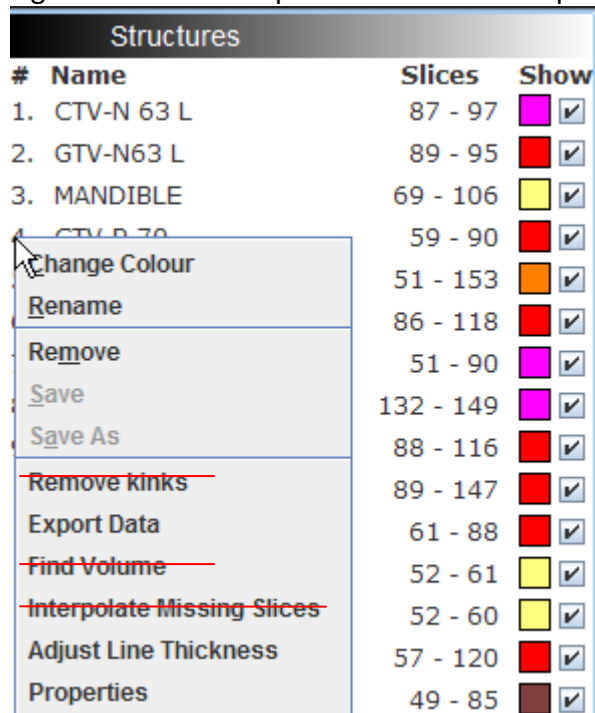 Structures
# Name Slices Show
1. CTV-N 63 L 87 - 97
2. GTV-N63 L 89 - 95
3. MANDIBLE 69 - 106
59 - 90
Change Colour
51 - 153
Rename
86 - 118
Remove
51 - 90
Save
132 - 149
Save As
88 - 116
Remove kinks
89 - 147
Export Data
61 - 88
Find Volume
52 - 61
Interpolate Missing Slices
52 - 60
Adjust Line Thickness
57 - 120
Properties
49 - 85